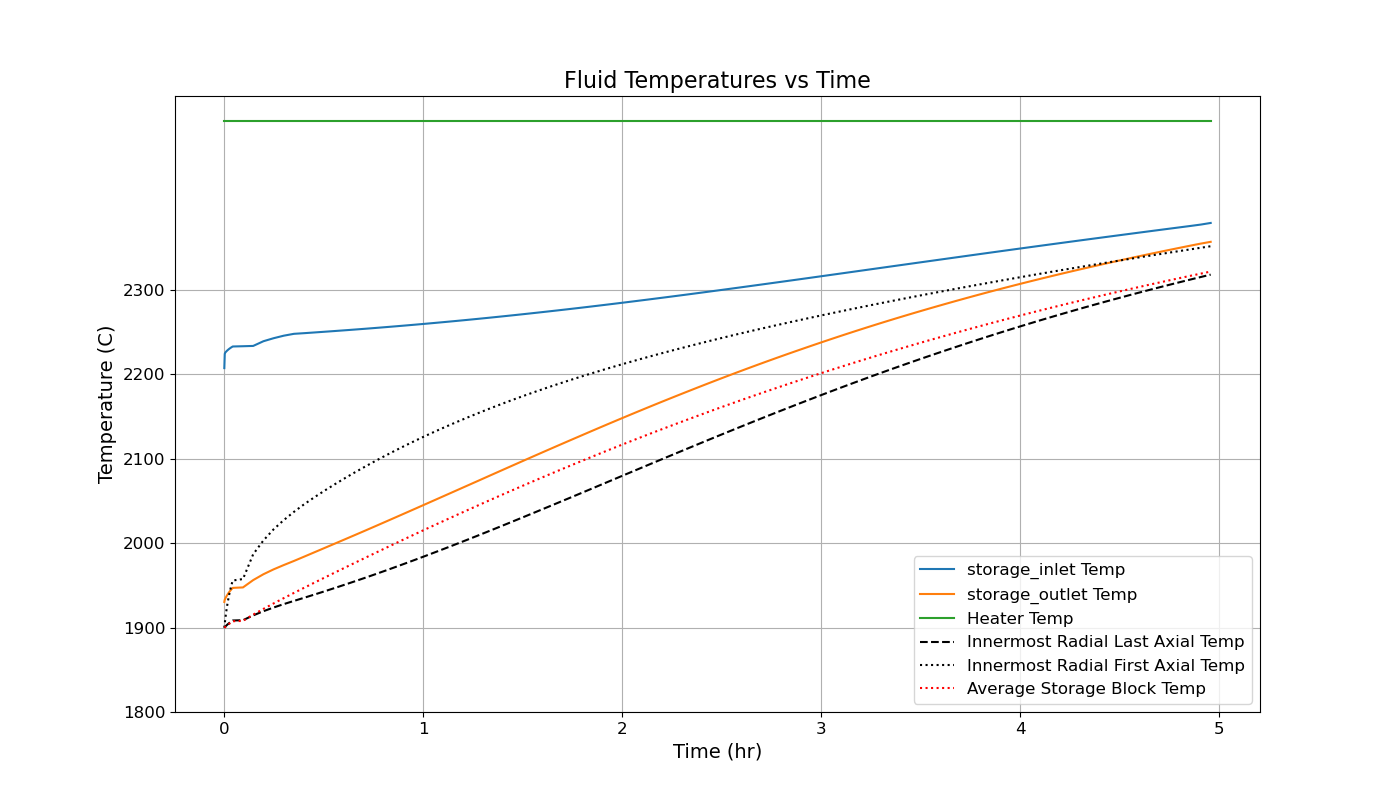 Fluid Temperatures vs Time
Temperature (C)
2300
2200
2100
2000
1900
1800
0 1 2 3 4 5
Time (hr)
storage_inlet Temp
storage_outlet Temp
Heater Temp
Innermost Radial Last Axial Temp
Innermost Radial First Axial Temp
Average Storage Block Temp